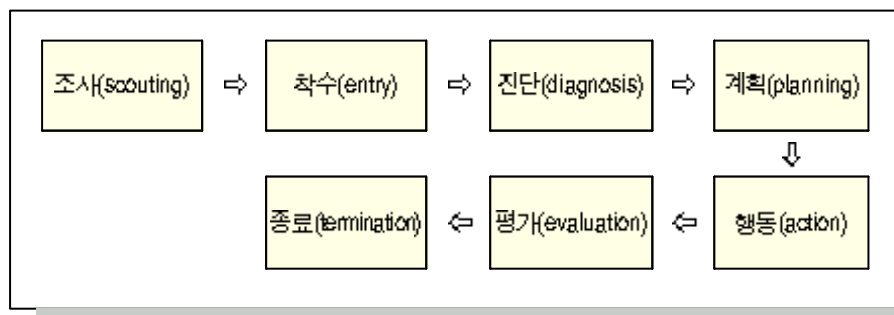 조사(scouting)
착수(entry)
진단(diagnosis)
계획(planning)
행동(action)
평가(evaluation)
종료(termination)